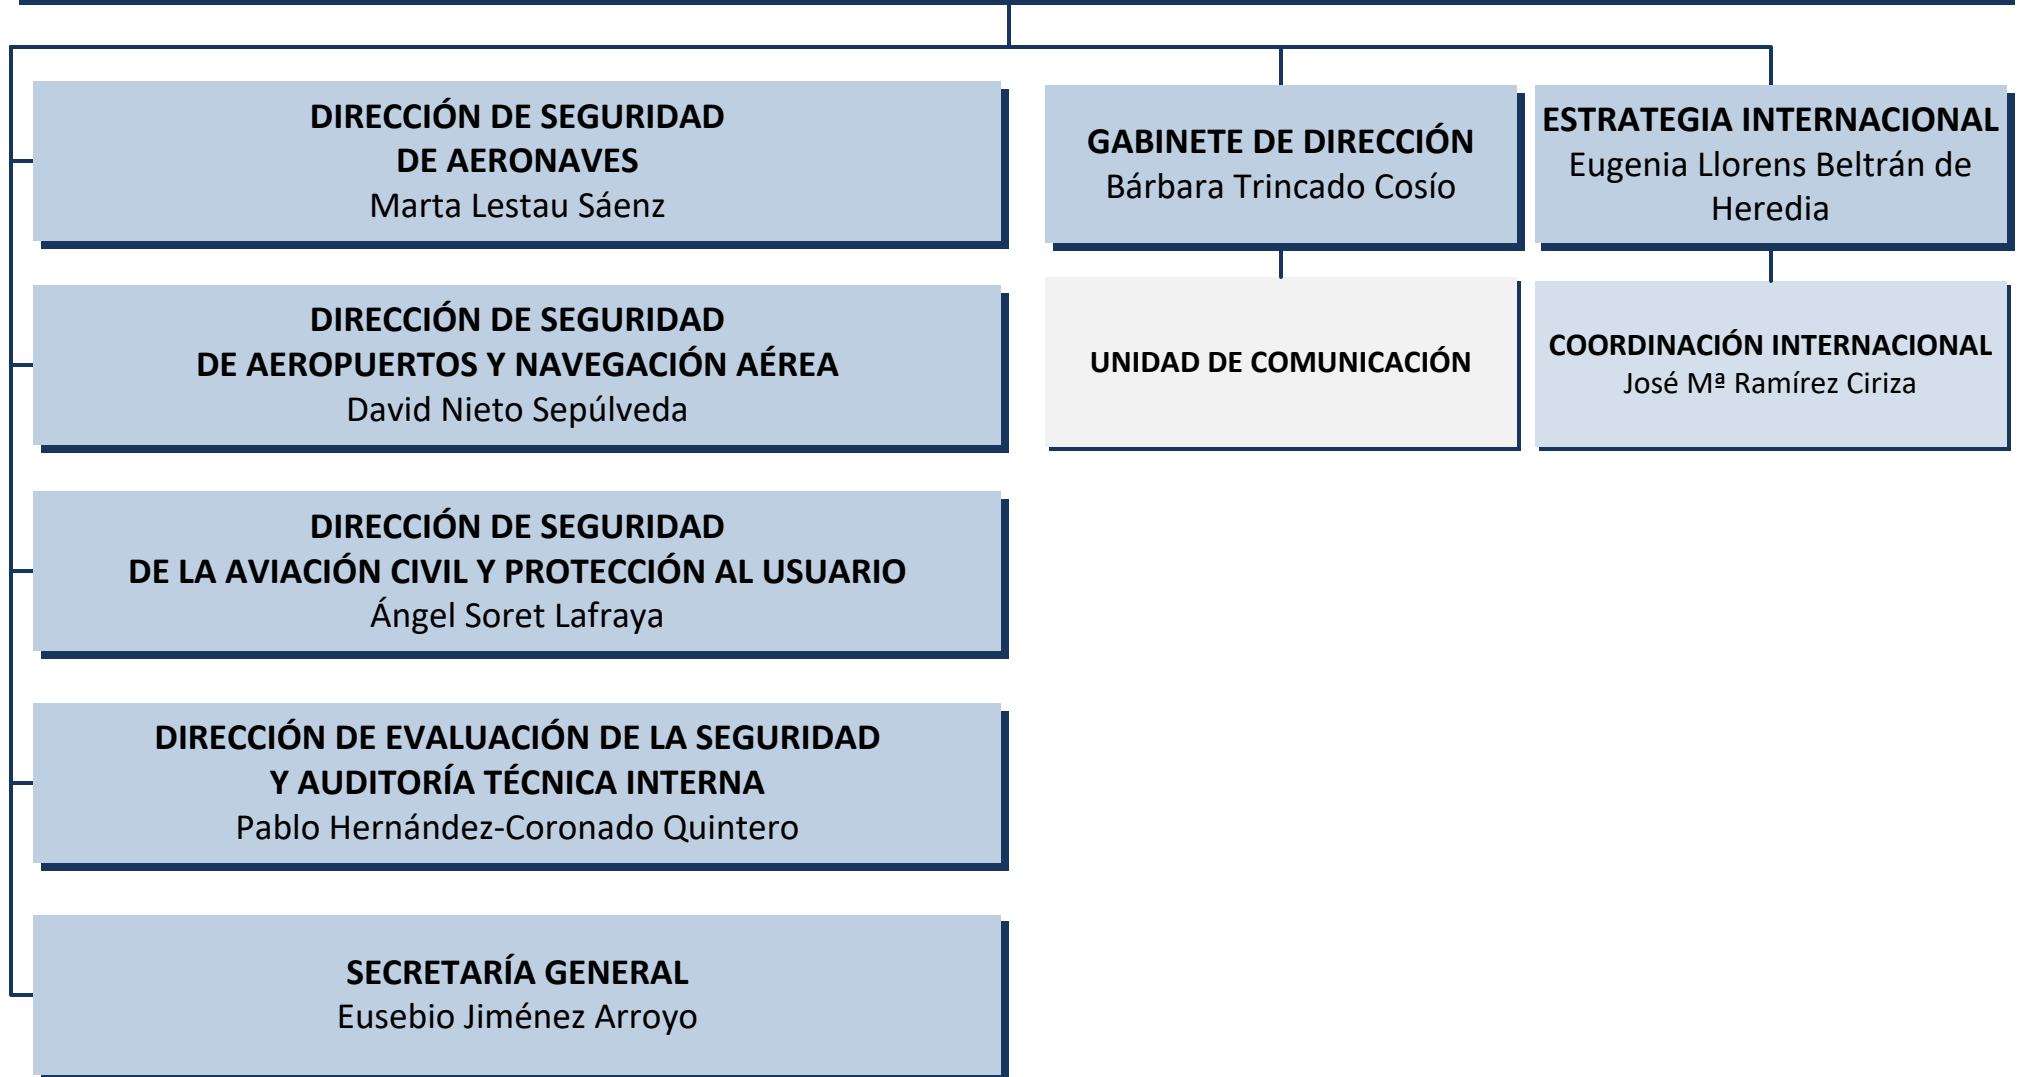 DIRECCIÓN DE SEGURIDAD
DE AERONAVES
Marta Lestau Sáenz
DIRECCIÓN DE SEGURIDAD
DE AEROPUERTOS Y NAVEGACIÓN AÉREA
David Nieto Sepúlveda
DIRECCIÓN DE SEGURIDAD
DE LA AVIACIÓN CIVIL Y PROTECCIÓN AL USUARIO
Ángel Soret Lafraya
DIRECCIÓN DE EVALUACIÓN DE LA SEGURIDAD
Y AUDITORÍA TÉCNICA INTERNA
Pablo Hernández-Coronado Quintero
SECRETARÍA GENERAL
Eusebio Jiménez Arroyo
GABINETE DE DIRECCIÓN
Bárbara Trincado Cosío
UNIDAD DE COMUNICACIÓN
ESTRATEGIA INTERNACIONAL
Eugenia Llorens Beltrán de
Heredia
COORDINACIÓN INTERNACIONAL
José Mª Ramírez Ciriza